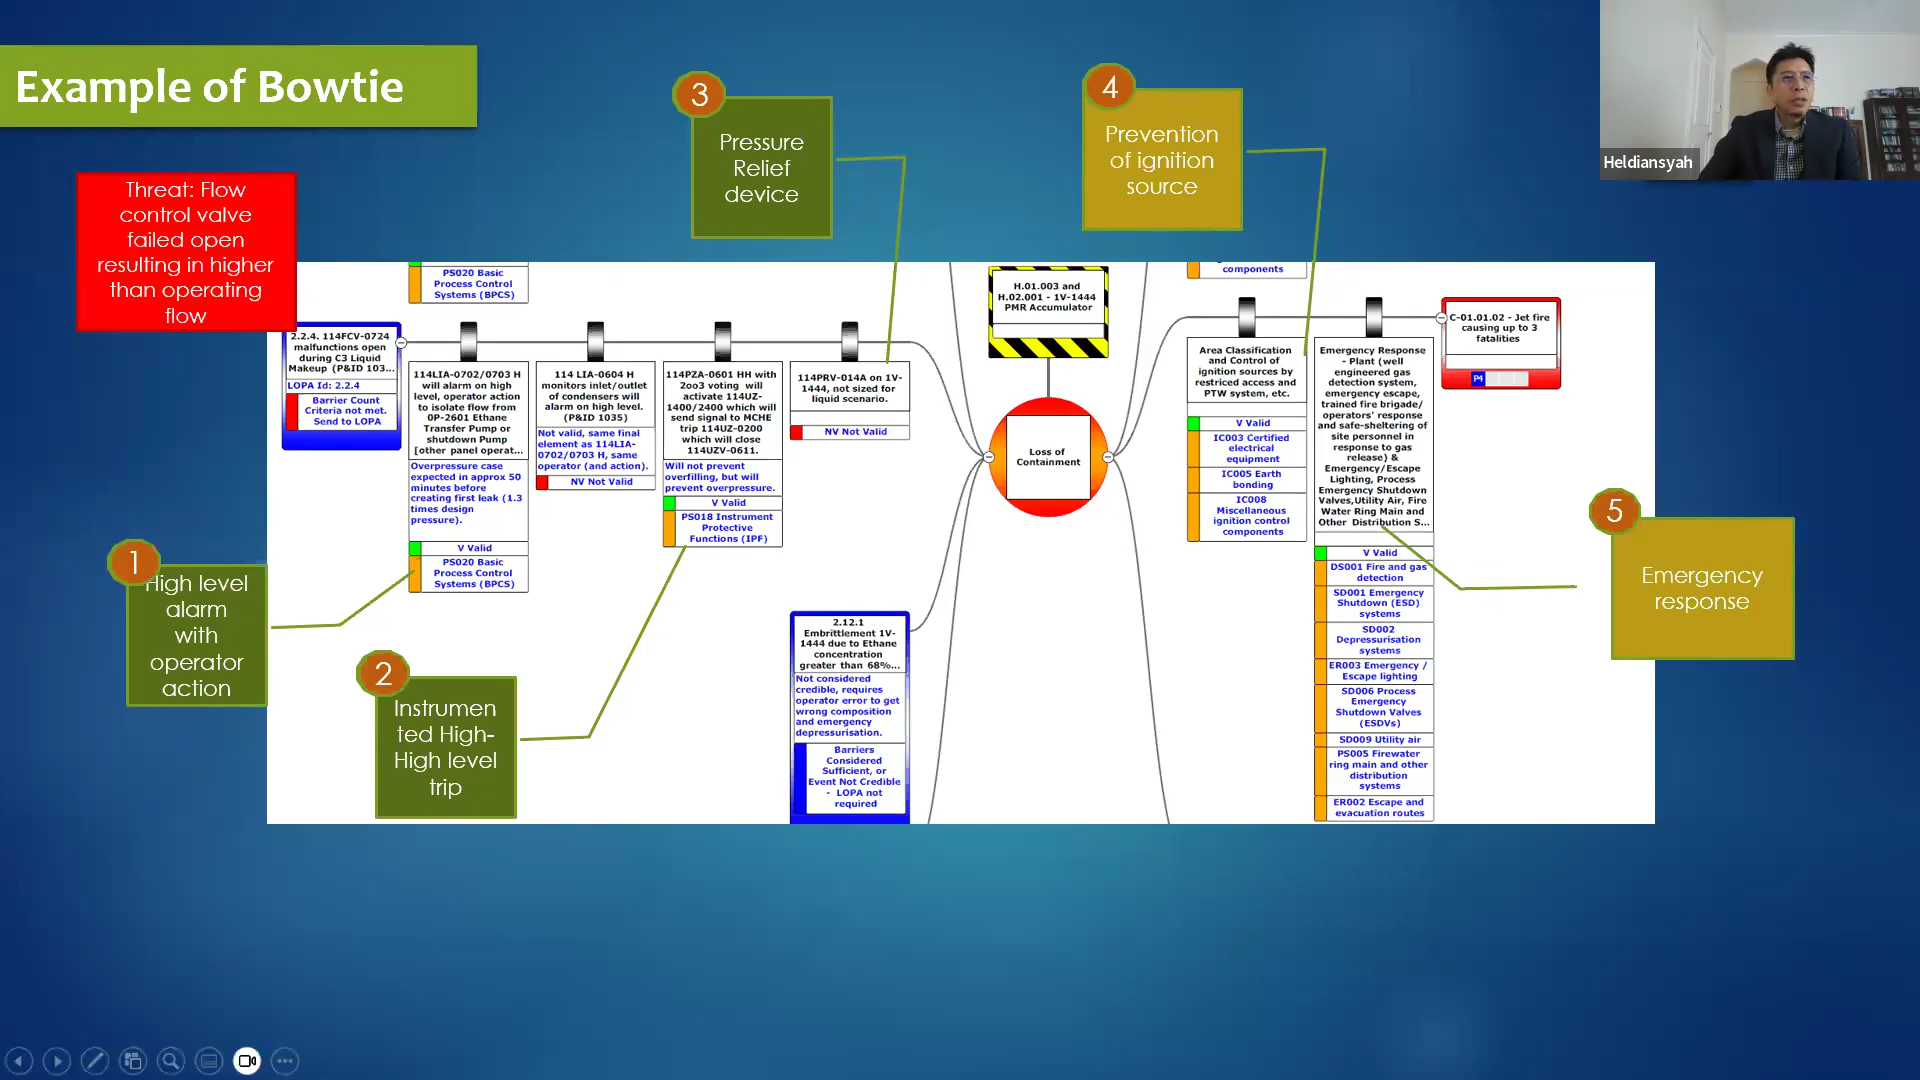 Example of Bowtie
Threat: Flow
control valve
failed open
resulting in higher
than operating
flow
3
Pressure
Relief
device
4
Prevention
of ignition
source
Heldiansyah
PS020 Basic
Process Control
Systems (BPCS)
2.2.4. 114FCV-0724
malfunctions open
during C3 Liquid
Makeup (P&ID 103...
LOPA Id: 2.2.4
Barrier Count
Criteria not met.
Send to LOPA
114LIA-0702/0703 H
will alarm on high
level, operator action
to isolate flow from
0P-2601 Ethane
Transfer Pump or
shutdown Pump
[other panel operat...
Overpressure case
expected in approx 50
minutes before
creating first leak (1.3
times design
pressure).
V Valid
PS020 Basic
Process Control
Systems (BPCS)
114 LIA-0604 H
monitors inlet/outlet
of condensers will
alarm on high level.
(P&ID 1035)
Not valid, same final
element as 114LIA-
0702/0703 H, same
operator (and action).
NV Not Valid
114PZA-0601 HH with
2oo3 voting will
activate 114UZ-
1400/2400 which will
send signal to MCHE
trip 114UZ-0200
which will close
114UZV-0611.
Will not prevent
overfilling, but will
prevent overpressure.
V Valid
PS018 Instrument
Protective
Functions (IPF)
114PRV-014A on 1V-
1444, not sized for
liquid scenario.
NV Not Valid
H.01.003 and
H.02.001 - 1V-1444
PMR Accumulator
Loss of
Containment
components
Area Classification
and Control of
ignition sources by
restriced access and
PTW system, etc.
V Valid
IC003 Certified
electrical
equipment
IC005 Earth
bonding
IC008
Miscellaneous
ignition control
components
Emergency Response
- Plant (well
engineered gas
detection system,
emergency escape,
trained fire brigade/
operators' response
and safe-sheltering of
site personnel in
response to gas
release) &
Emergency/Escape
Lighting, Process
Emergency Shutdown
Valves,Utility Air, Fire
Water Ring Main and
Other Distribution S...
V Valid
DS001 Fire and gas
detection
SD001 Emergency
Shutdown (ESD)
systems
SD002
Depressurisation
systems
ER003 Emergency /
Escape lighting
SD006 Process
Emergency
Shutdown Valves
(ESDVs)
SD009 Utility air
PS005 Firewater
ring main and other
distribution
systems
ER002 Escape and
evacuation routes
C-01.01.02 - Jet fire
causing up to 3
fatalities
P4
2.12.1
Embrittlement 1V-
1444 due to Ethane
concentration
greater than 68%...
Not considered
credible, requires
operator error to get
wrong composition
and emergency
depressurisation.
Barriers
Considered
Sufficient, or
Event Not Credible
- LOPA not
required
1
High level
alarm
with
operator
action
2
Instrumen
ted High-
High level
trip
5
Emergency
response